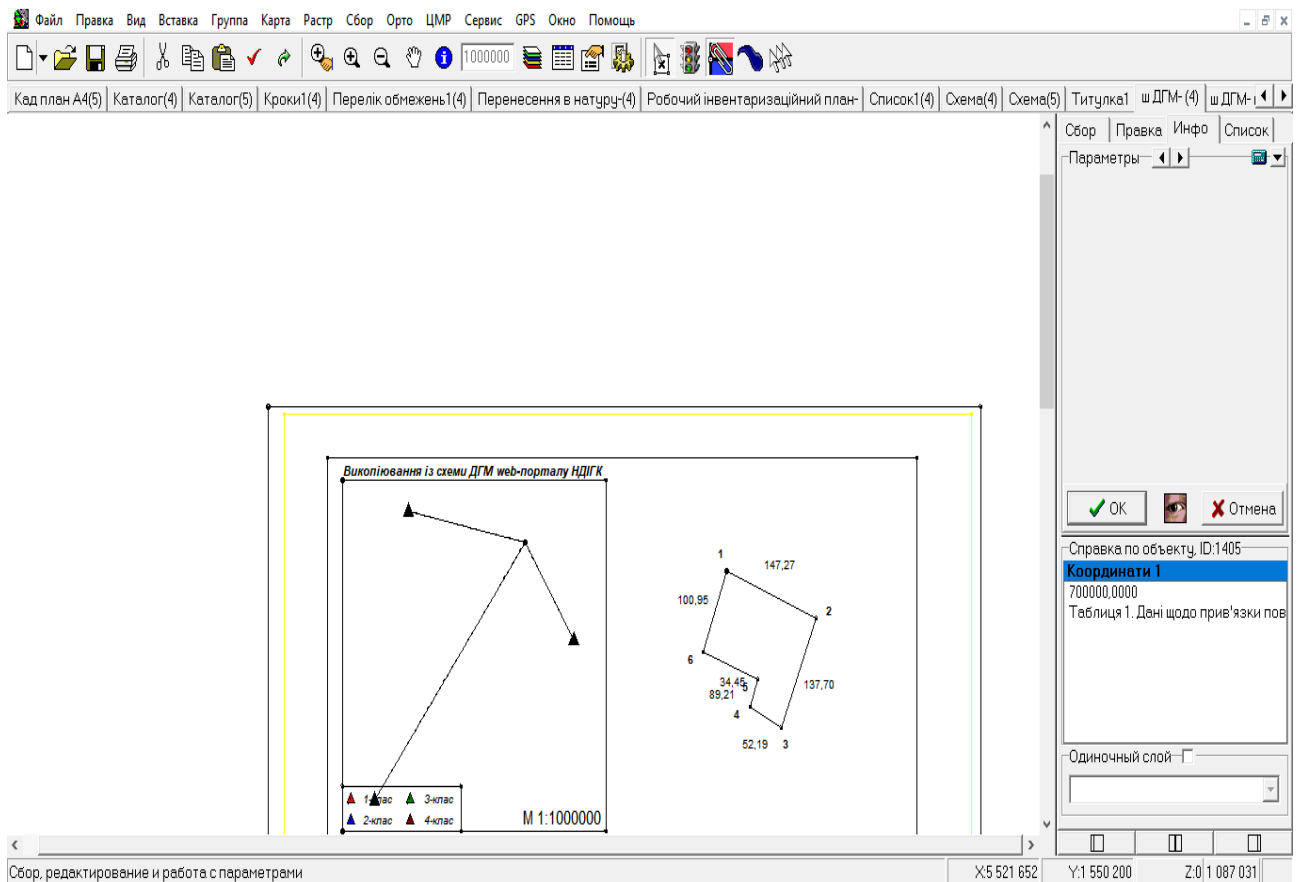 Файл Правка Вид Вставка Группа Карта Растр Сбор Орто ЦМР Сервис GPS Окно Помощь
1000000
Кад план А4(5) Каталог(4) Каталог(5) Кроки1(4) Перелік обмежень1(4) Перенесення в натуру-(4) Робочий інвентаризаційний план- Список1(4) Схема(4) Схема(5) Титулка1 ш ДГМ- (4) ш ДГМ-
Сбор Правка Инфо Список
Параметры
Викопіювання із схеми ДГМ web-порталу НДІГК
1
147,27
100,95
2
6
34,45
5
89,21
137,70
4
52,19 3
1-клас 3-клас
2-клас 4-клас
М 1:1000000
OK Отмена
Справка по объекту, ID:1405
Координати 1
700000,0000
Таблиця 1. Дані щодо прив'язки пов
Одиночный слой
Сбор, редактирование и работа с параметрами X:5 521 652 Y:1 550 200 Z:0 1 087 031